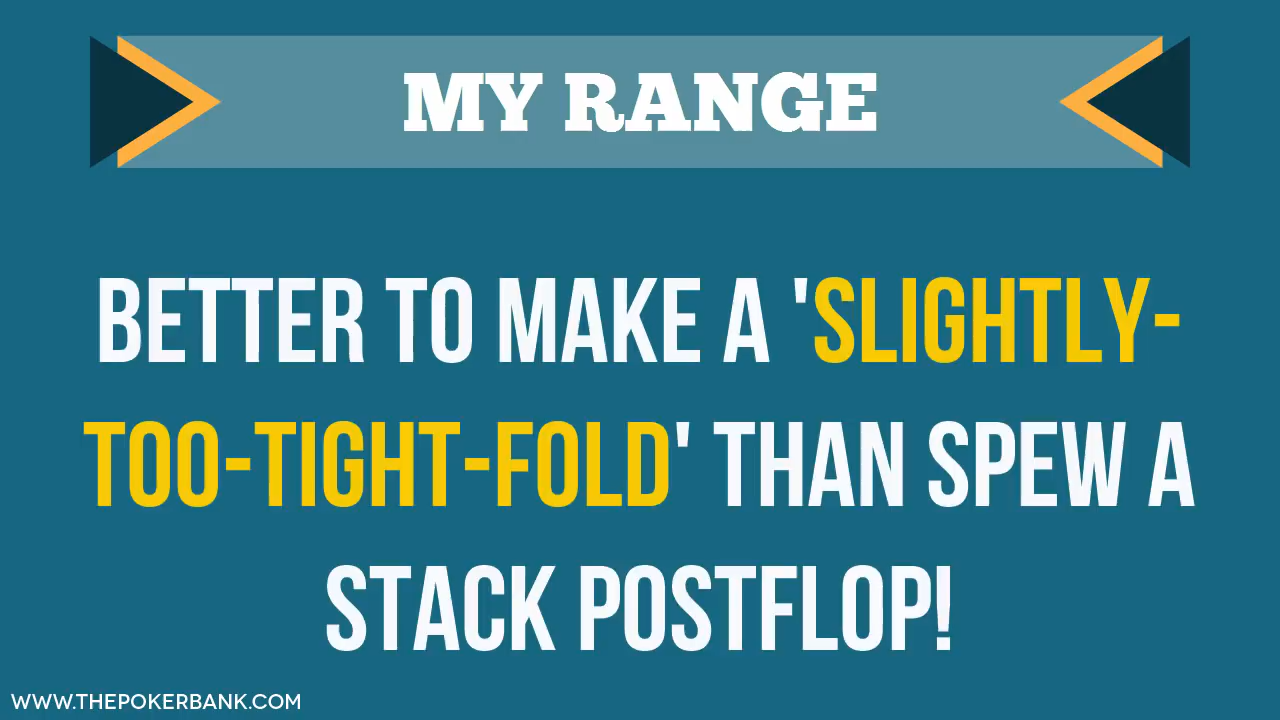 MY RANGE
BETTER TO MAKE A 'SLIGHTLY-
TOO-TIGHT-FOLD' THAN SPEW A
STACK POSTFLOP!
WWW.THEPOKERBANK.COM